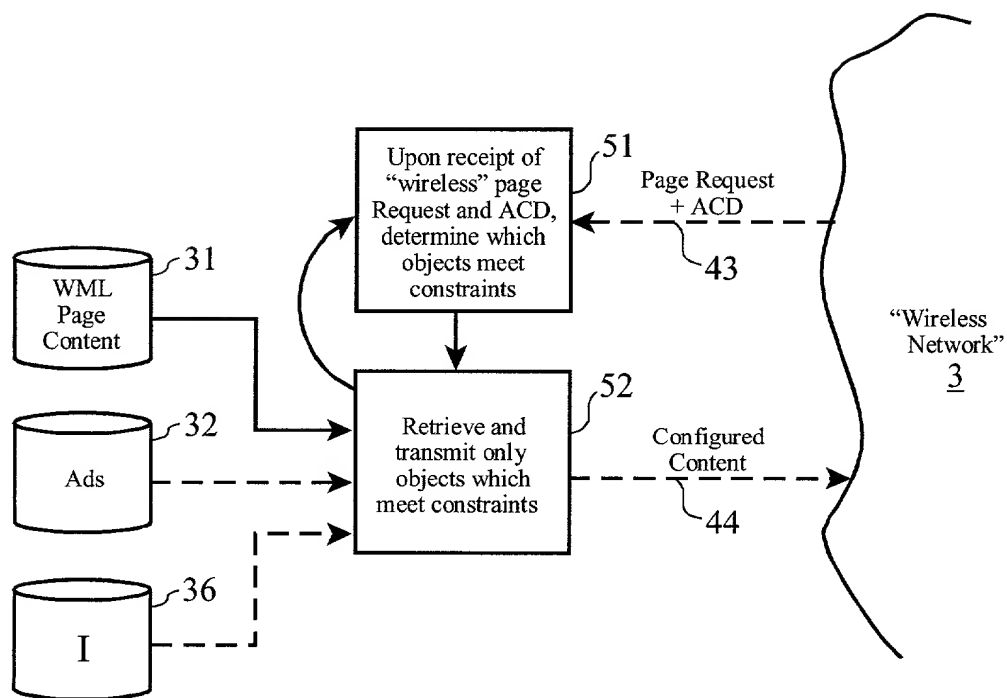 51
Upon receipt of
“wireless” page
Request and ACD,
determine which
objects meet
constraints
Page Request
+ ACD
43
31
WML
Page
Content
“Wireless
Network”
3
32
Ads
52
Retrieve and
transmit only
objects which
meet constraints
Configured
Content
44
36
I